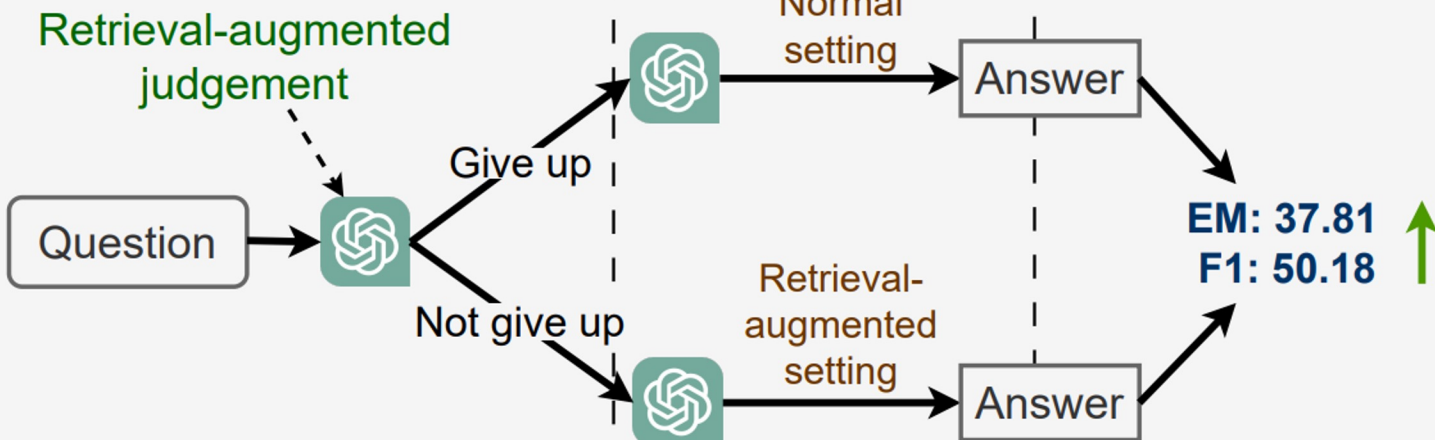 Retrieval-augmented
judgement
Normal
setting
Answer
Give up
Question
EM: 37.81
F1: 50.18
Not give up
Retrieval-
augmented
setting
Answer